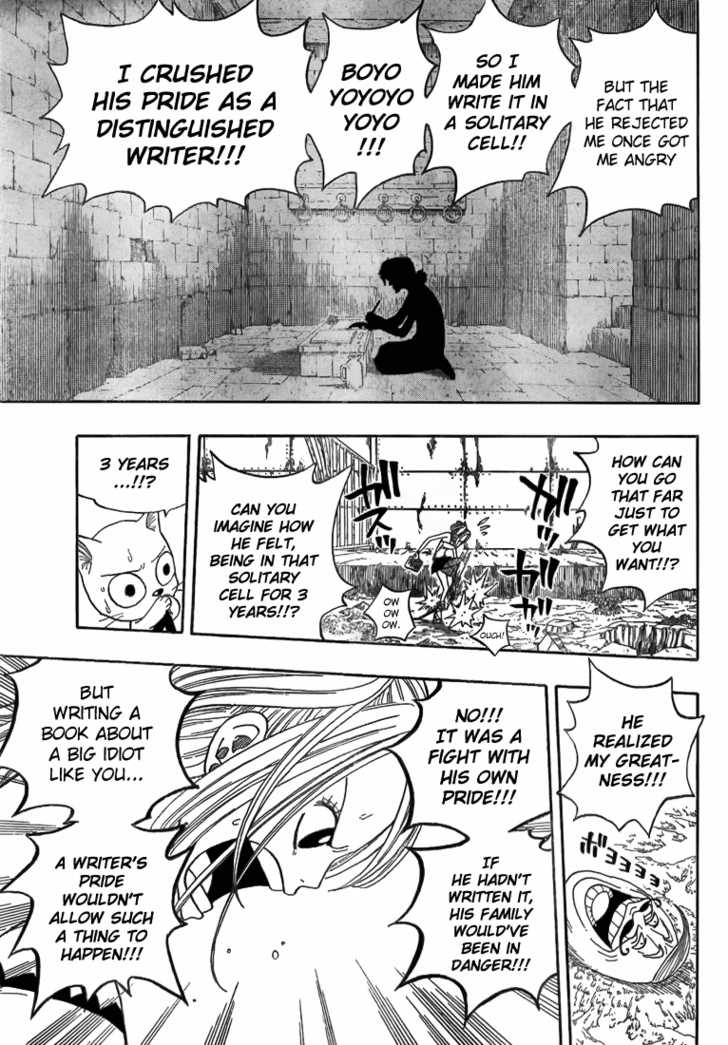 BUT THE
FACT THAT
HE REJECTED
ME ONCE GOT
ME ANGRY
SO I
MADE HIM
WRITE IT IN
A SOLITARY
CELL!!
BOYO
YOYOYO
YOYO
!!!
I CRUSHED
HIS PRIDE AS A
DISTINGUISHED
WRITER!!!
HOW CAN
YOU GO
THAT FAR
JUST TO
GET WHAT
YOU
WANT!!?
OUCH!
OW
OW
OW.
CAN YOU
IMAGINE HOW
HE FELT,
BEING IN THAT
SOLITARY
CELL FOR 3
YEARS!!?
3 YEARS
...!!?
HE
REALIZED
MY GREAT-
NESS!!!
ヨヨヨヨ
NO!!!
IT WAS A
FIGHT WITH
HIS OWN
PRIDE!!!
IF
HE HADN'T
WRITTEN IT,
HIS FAMILY
WOULD'VE
BEEN IN
DANGER!!!
BUT
WRITING A
BOOK ABOUT
A BIG IDIOT
LIKE YOU...
A WRITER'S
PRIDE
WOULDN'T
ALLOW SUCH
A THING TO
HAPPEN!!!